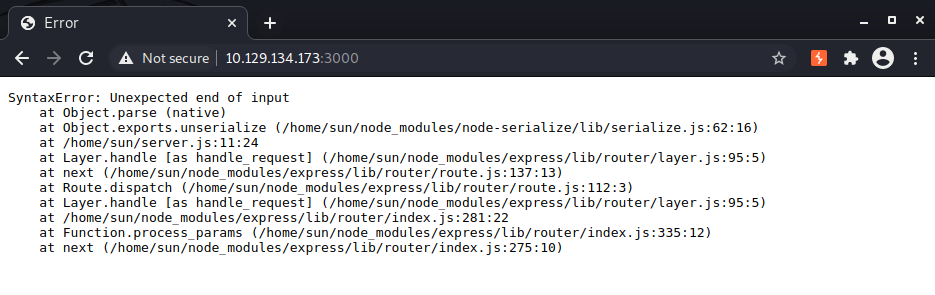 Error
Not secure 10.129.134.173:3000
SyntaxError: Unexpected end of input
    at Object.parse (native)
    at Object.exports.unserialize (/home/sun/node_modules/node-serialize/lib/serialize.js:62:16)
    at /home/sun/server.js:11:24
    at Layer.handle [as handle_request] (/home/sun/node_modules/express/lib/router/layer.js:95:5)
    at next (/home/sun/node_modules/express/lib/router/route.js:137:13)
    at Route.dispatch (/home/sun/node_modules/express/lib/router/route.js:112:3)
    at Layer.handle [as handle_request] (/home/sun/node_modules/express/lib/router/layer.js:95:5)
    at /home/sun/node_modules/express/lib/router/index.js:281:22
    at Function.process_params (/home/sun/node_modules/express/lib/router/index.js:335:12)
    at next (/home/sun/node_modules/express/lib/router/index.js:275:10)